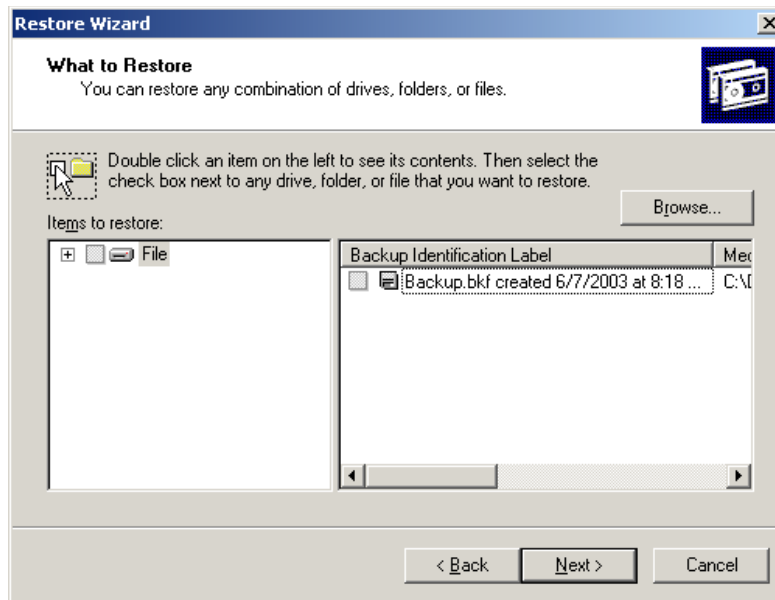 Restore Wizard
What to Restore
You can restore any combination of drives, folders, or files.
Double click an item on the left to see its contents. Then select the
check box next to any drive, folder, or file that you want to restore.
Browse...
Items to restore:
File
Backup Identification Label
Med
Backup.bkf created 6/7/2003 at 8:18 ...
C:\D
< Back
Next >
Cancel